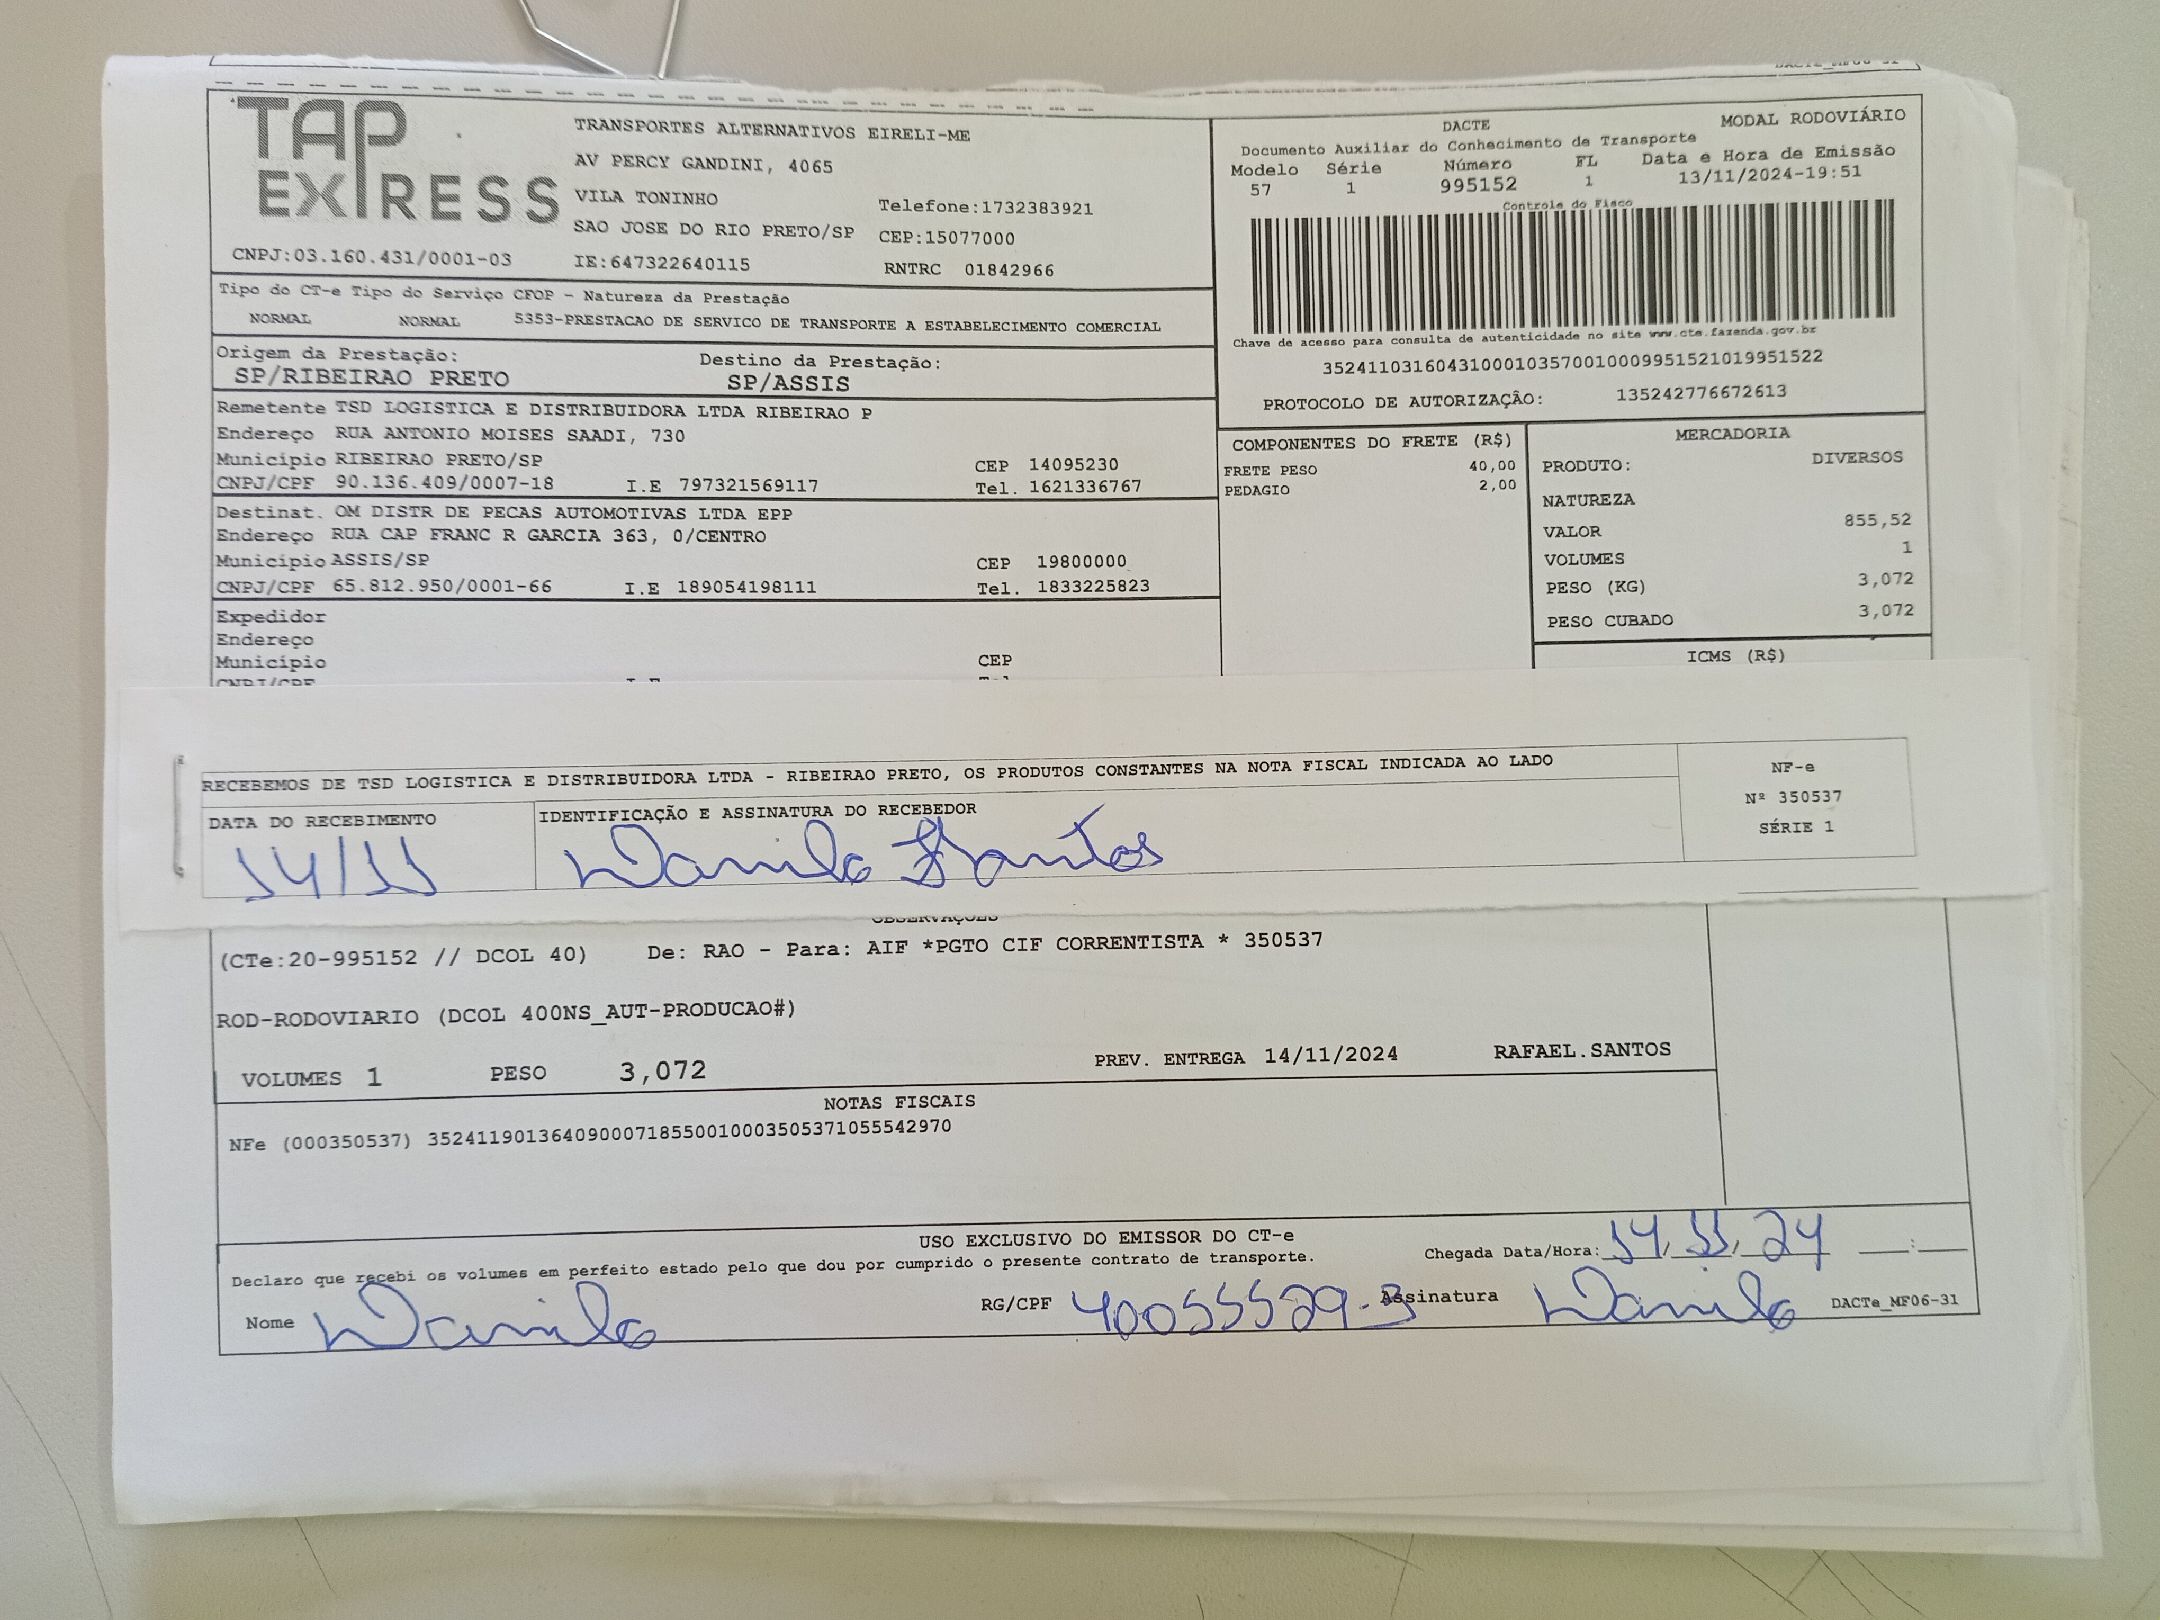 TAP EXPRESS
TRANSPORTES ALTERNATIVOS EIRELI-ME
AV PERCY GANDINI, 4065
VILA TONINHO Telefone:1732383921
SAO JOSE DO RIO PRETO/SP CEP:15077000
CNPJ:03.160.431/0001-03 IE:647322640115 RNTRC 01842966
DACTE MODAL RODOVIÁRIO
Documento Auxiliar do Conhecimento de Transporte
Modelo Série Número FL Data e Hora de Emissão
57 1 995152 1 13/11/2024-19:51
Controle do Fisco
Chave de acesso para consulta de autenticidade no site www.cte.fazenda.gov.br
35241103160431000103570010009951521019951522
PROTOCOLO DE AUTORIZAÇÃO: 135242776672613
Tipo do CT-e Tipo do Serviço CFOP - Natureza da Prestação
NORMAL NORMAL 5353-PRESTACAO DE SERVICO DE TRANSPORTE A ESTABELECIMENTO COMERCIAL
Origem da Prestação: Destino da Prestação:
SP/RIBEIRAO PRETO SP/ASSIS
Remetente TSD LOGISTICA E DISTRIBUIDORA LTDA RIBEIRAO P
Endereço RUA ANTONIO MOISES SAADI, 730
Município RIBEIRAO PRETO/SP CEP 14095230
CNPJ/CPF 90.136.409/0007-18 I.E 797321569117 Tel. 1621336767
Destinat. OM DISTR DE PECAS AUTOMOTIVAS LTDA EPP
Endereço RUA CAP FRANC R GARCIA 363, 0/CENTRO
Município ASSIS/SP CEP 19800000
CNPJ/CPF 65.812.950/0001-66 I.E 189054198111 Tel. 1833225823
Expedidor
Endereço
Município CEP
COMPONENTES DO FRETE (R$)
FRETE PESO 40,00
PEDAGIO 2,00
MERCADORIA
PRODUTO: DIVERSOS
NATUREZA
VALOR 855,52
VOLUMES 1
PESO (KG) 3,072
PESO CUBADO 3,072
ICMS (R$)
RECEBEMOS DE TSD LOGISTICA E DISTRIBUIDORA LTDA - RIBEIRAO PRETO, OS PRODUTOS CONSTANTES NA NOTA FISCAL INDICADA AO LADO
NF-e
Nº 350537
SÉRIE 1
DATA DO RECEBIMENTO IDENTIFICAÇÃO E ASSINATURA DO RECEBEDOR
14/11 Danilo Santos
OBSERVAÇÕES
(CTe:20-995152 // DCOL 40) De: RAO - Para: AIF *PGTO CIF CORRENTISTA * 350537
ROD-RODOVIARIO (DCOL 400NS_AUT-PRODUCAO#)
VOLUMES 1 PESO 3,072 PREV. ENTREGA 14/11/2024 RAFAEL.SANTOS
NOTAS FISCAIS
NFe (000350537) 35241190136409000718550010003505371055542970
USO EXCLUSIVO DO EMISSOR DO CT-e
Declaro que recebi os volumes em perfeito estado pelo que dou por cumprido o presente contrato de transporte. Chegada Data/Hora: 14/11/24 __:__
Nome Danilo RG/CPF 40055529-3 Assinatura Danilo DACTe_MF06-31